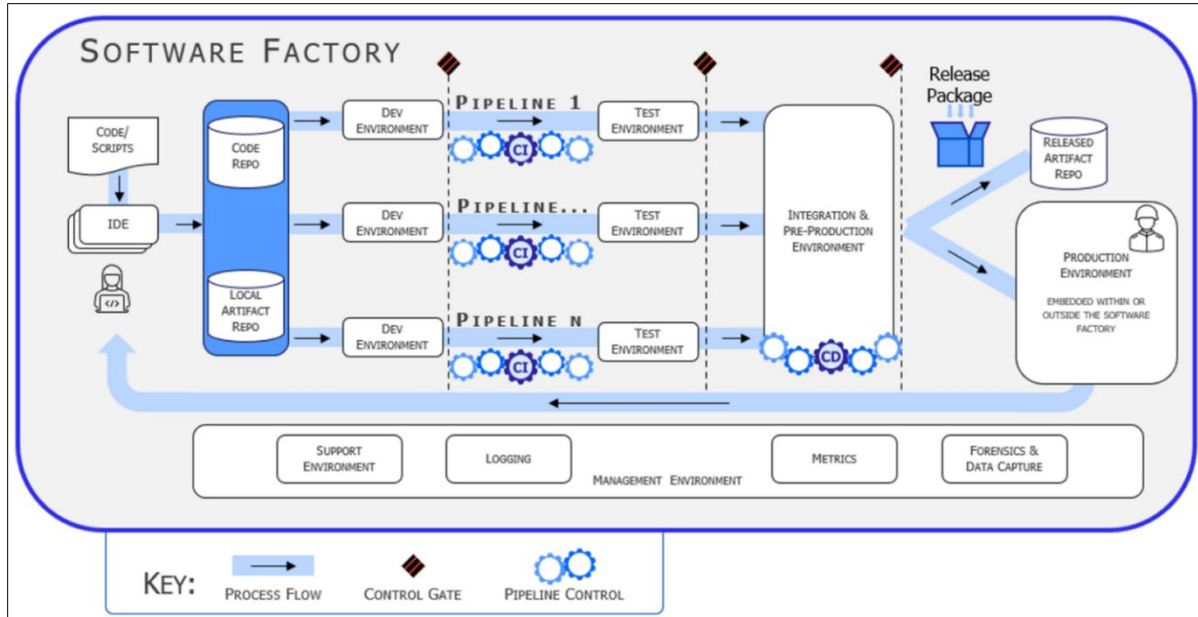 SOFTWARE FACTORY
CODE/
SCRIPTS
IDE
</>
CODE
REPO
LOCAL
ARTIFACT
REPO
DEV
ENVIRONMENT
PIPELINE 1
CI
TEST
ENVIRONMENT
DEV
ENVIRONMENT
PIPELINE...
CI
TEST
ENVIRONMENT
DEV
ENVIRONMENT
PIPELINE N
CI
TEST
ENVIRONMENT
INTEGRATION &
PRE-PRODUCTION
ENVIRONMENT
CD
Release
Package
RELEASED
ARTIFACT
REPO
PRODUCTION
ENVIRONMENT
EMBEDDED WITHIN OR
OUTSIDE THE SOFTWARE
FACTORY
SUPPORT
ENVIRONMENT
LOGGING
MANAGEMENT ENVIRONMENT
METRICS
FORENSICS &
DATA CAPTURE
KEY:
PROCESS FLOW
CONTROL GATE
PIPELINE CONTROL